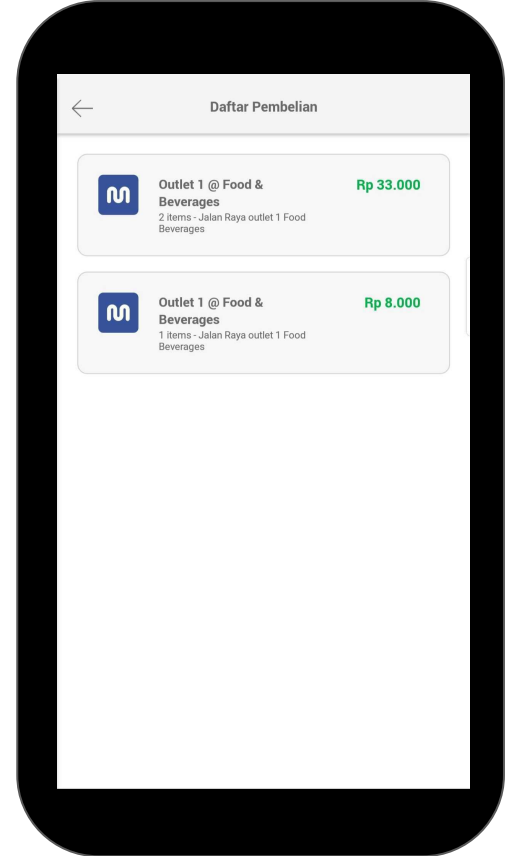 Daftar Pembelian
Outlet 1 @ Food & Rp 33.000
Beverages
2 items - Jalan Raya outlet 1 Food
Beverages
Outlet 1 @ Food & Rp 8.000
Beverages
1 items - Jalan Raya outlet 1 Food
Beverages